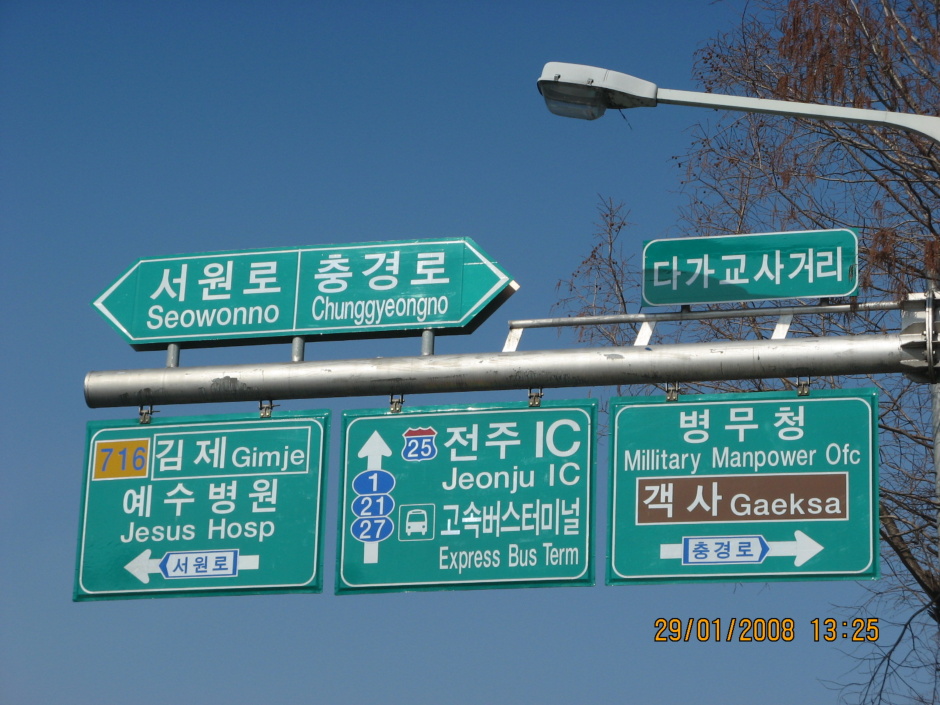 서원로 충경로
Seowonno Chunggyeongno
다가교사거리
716 김제 Gimje
예수병원
Jesus Hosp
서원로
25 전주 IC
Jeonju IC
1
21
27
고속버스터미널
Express Bus Term
병무청
Millitary Manpower Ofc
객사 Gaeksa
충경로
29/01/2008 13:25